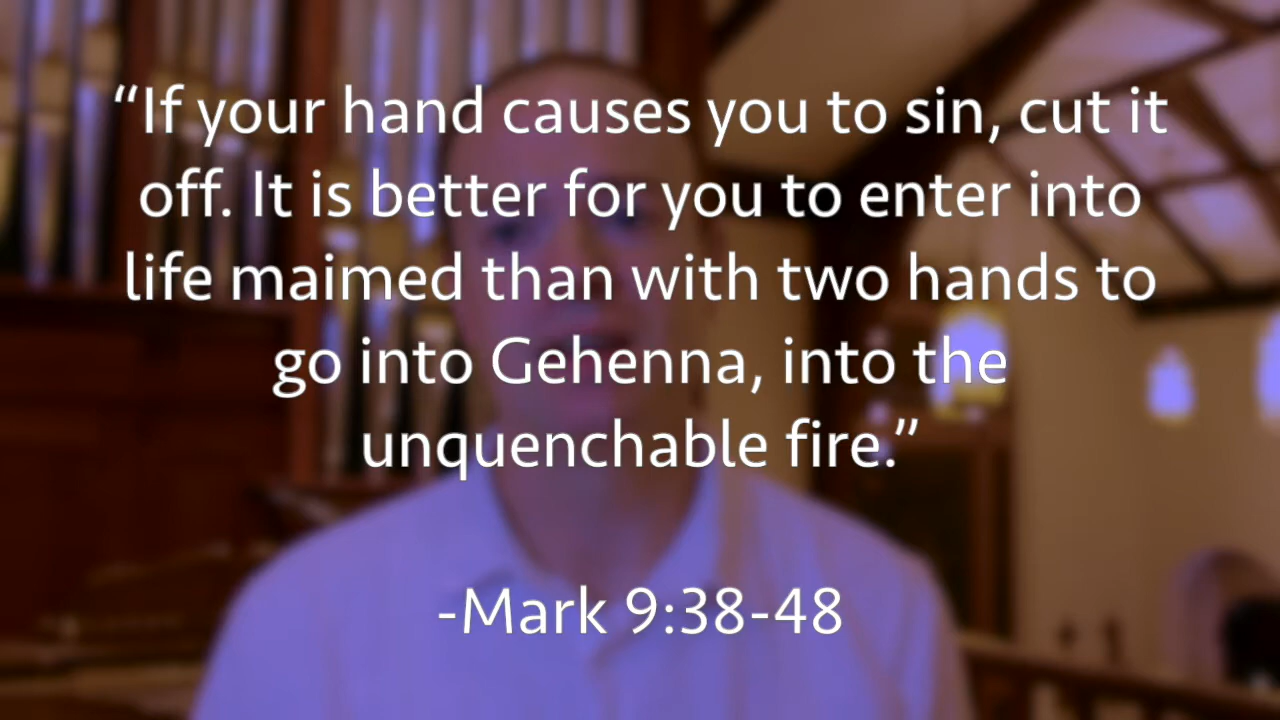 “If your hand causes you to sin, cut it
off. It is better for you to enter into
life maimed than with two hands to
go into Gehenna, into the
unquenchable fire.”
-Mark 9:38-48